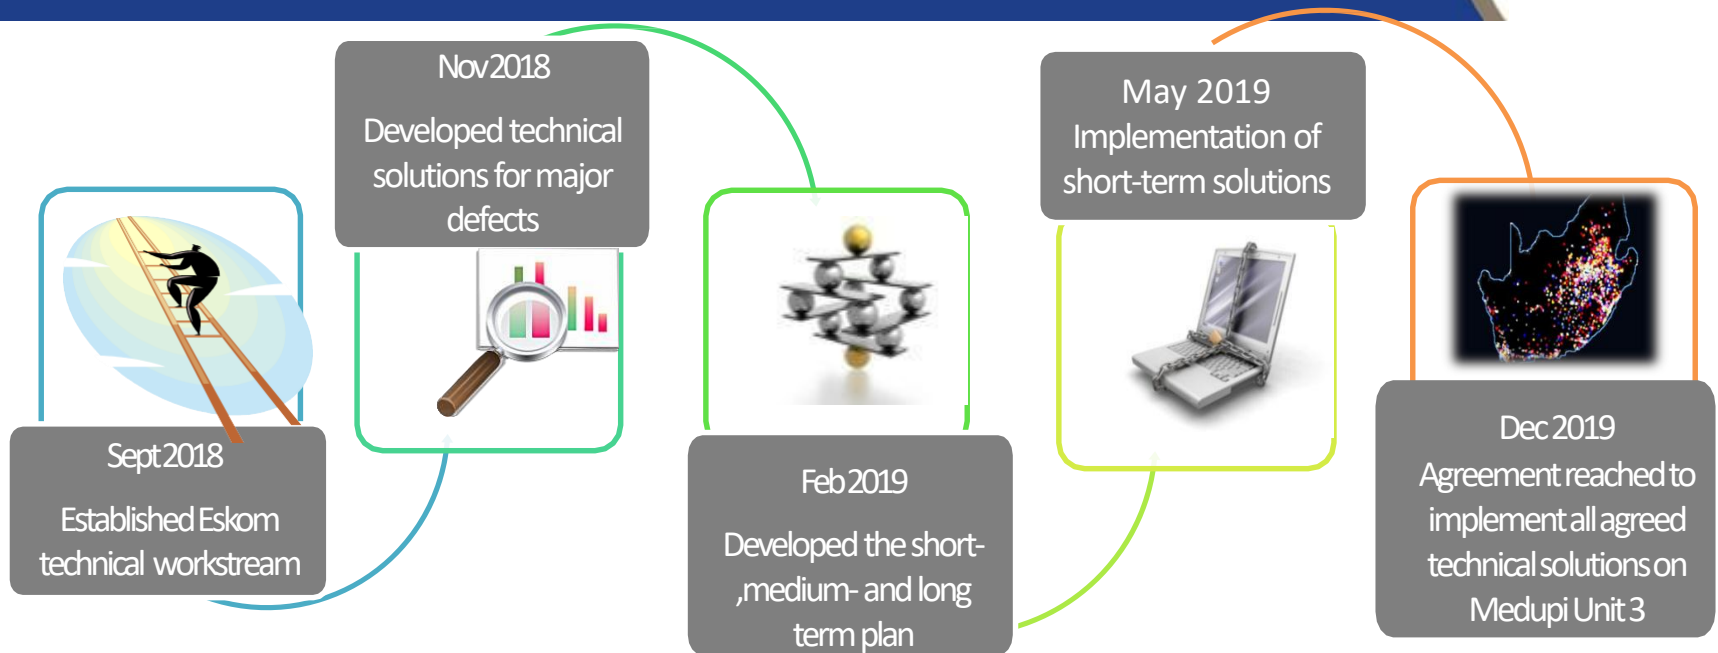 Sept 2018
Established Eskom
technical workstream
Nov 2018
Developed technical
solutions for major
defects
Feb 2019
Developed the short-
,medium- and long
term plan
May 2019
Implementation of
short-term solutions
Dec 2019
Agreement reached to
implement all agreed
technical solutions on
Medupi Unit 3